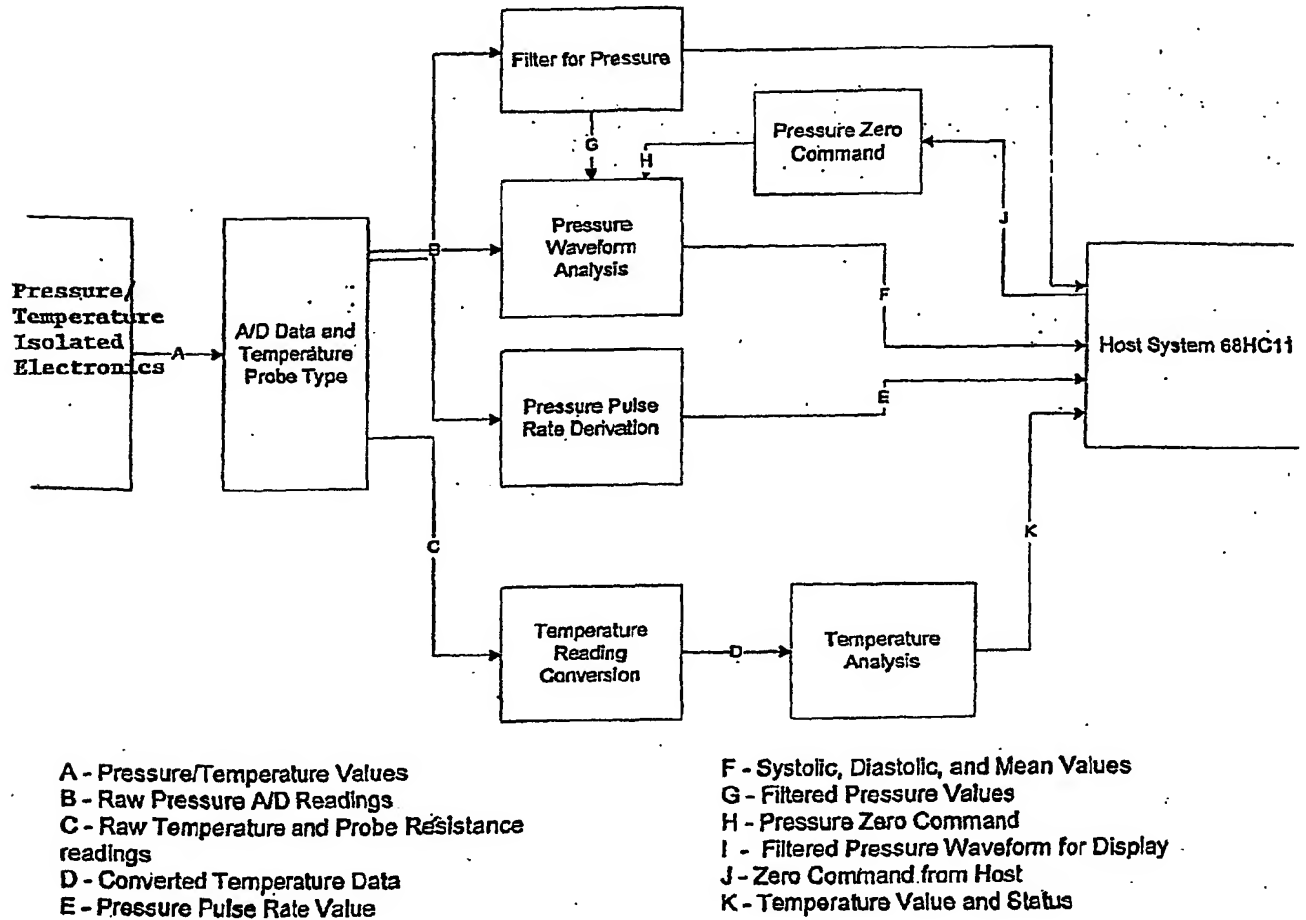 Filter for Pressure
Pressure Zero
Command
G
H
Pressure
Waveform
Analysis
B
I
J
F
Pressure/
Temperature
Isolated
Electronics
A
A/D Data and
Temperature
Probe Type
Host System 68HC11
E
Pressure Pulse
Rate Derivation
C
K
Temperature
Reading
Conversion
D
Temperature
Analysis
A - Pressure/Temperature Values
B - Raw Pressure A/D Readings
C - Raw Temperature and Probe Resistance
readings
D - Converted Temperature Data
E - Pressure Pulse Rate Value
F - Systolic, Diastolic, and Mean Values
G - Filtered Pressure Values
H - Pressure Zero Command
I - Filtered Pressure Waveform for Display
J - Zero Command from Host
K - Temperature Value and Status